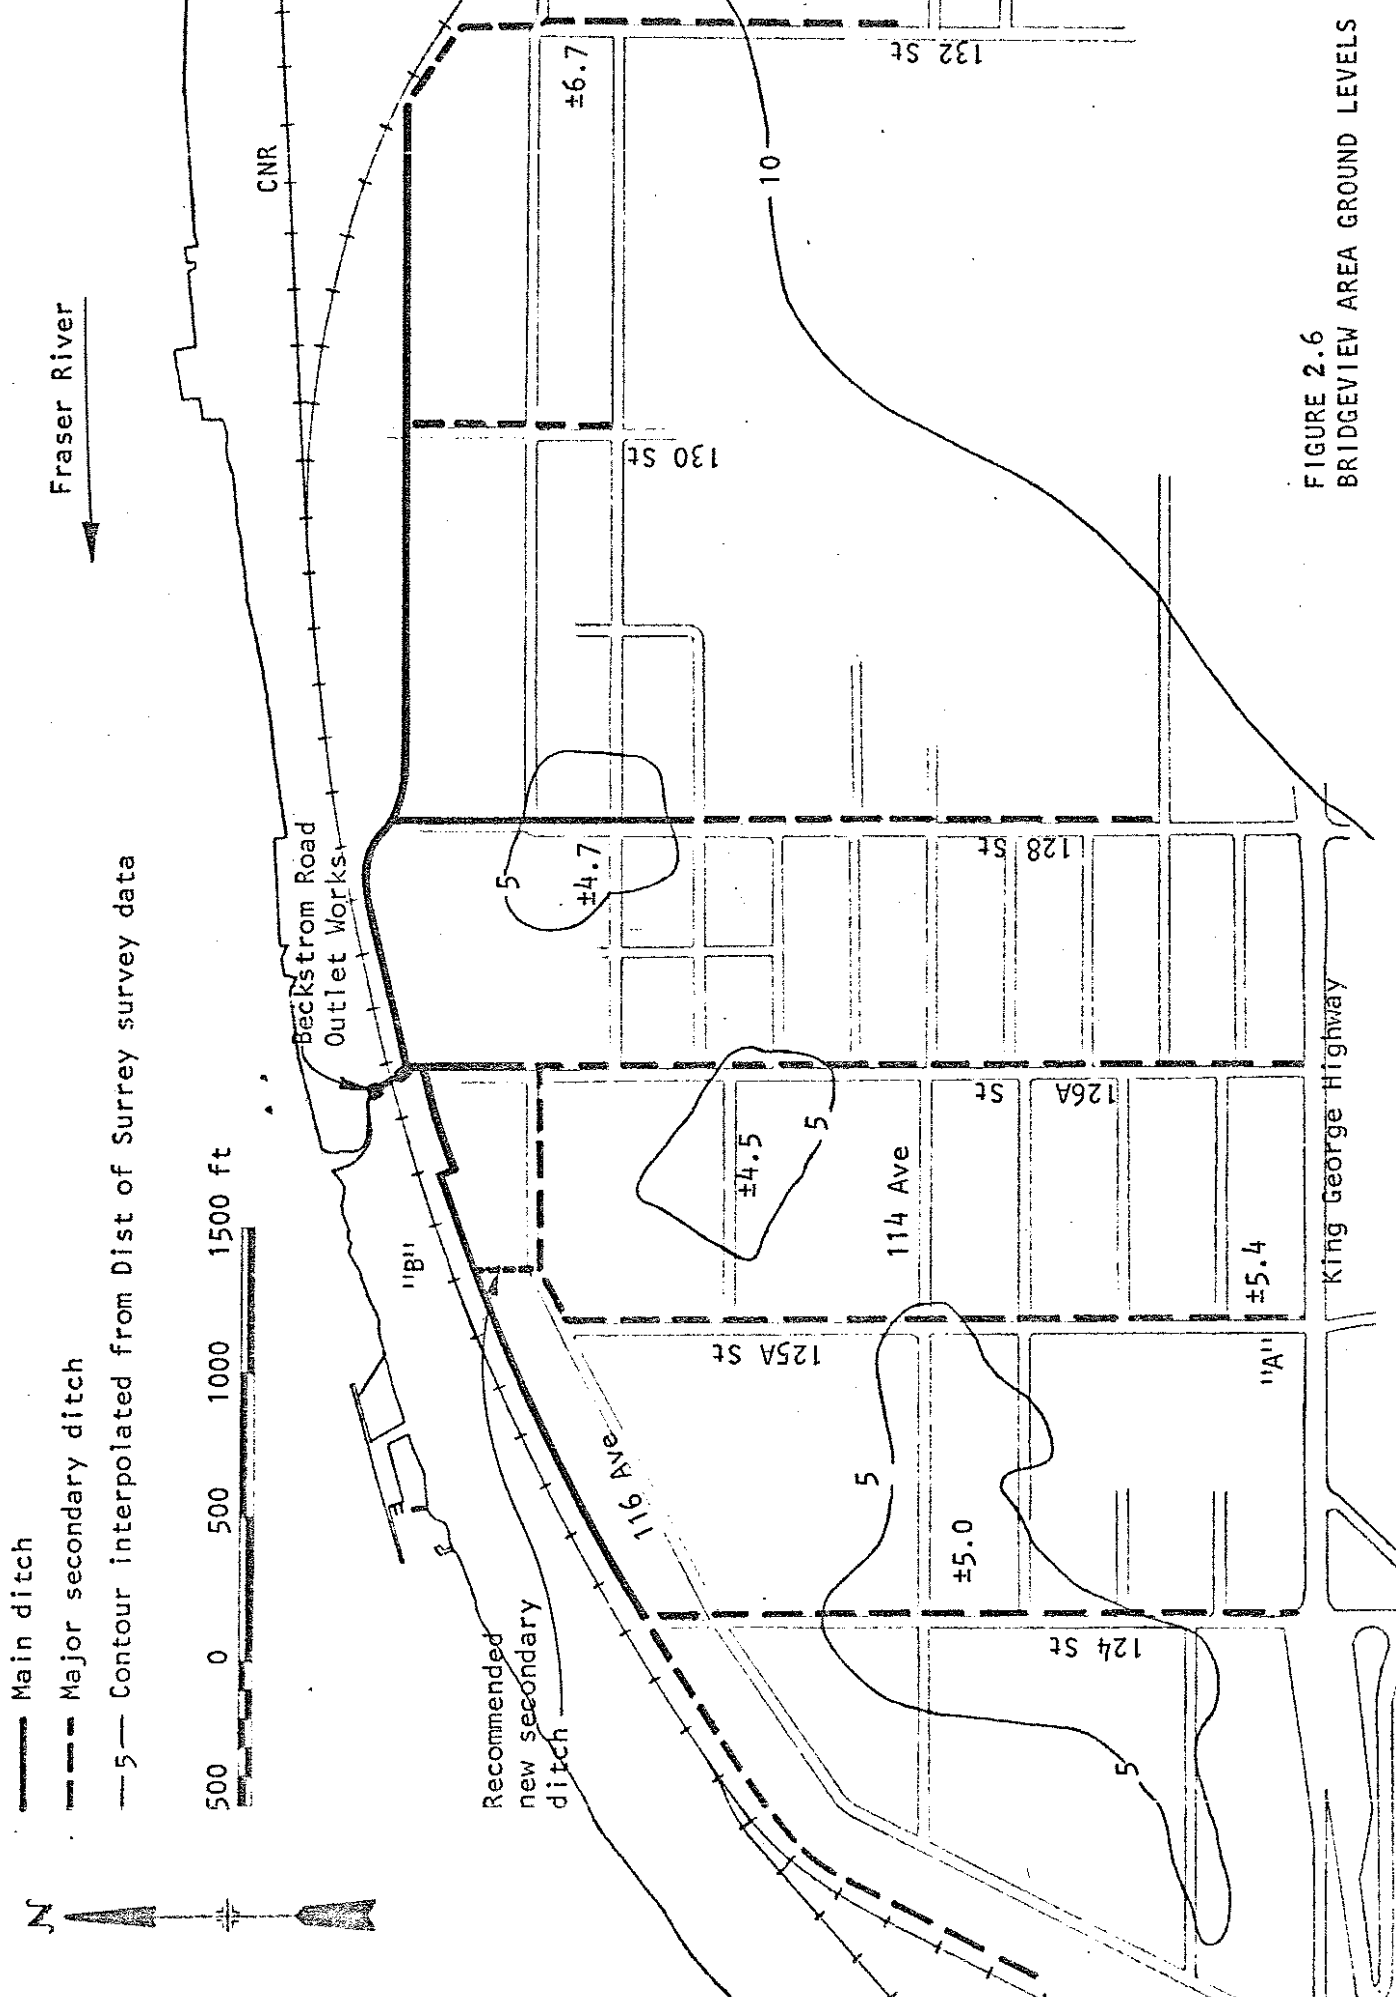 Main ditch
Major secondary ditch
—5— Contour interpolated from Dist of Surrey survey data
N
500 0 500 1000 1500 ft
Fraser River
CNR
Beckstrom Road
Outlet Works
"B"
Recommended
new secondary
ditch
116 Ave
114 Ave
124 St
125A St
126A St
128 St
130 St
132 St
±6.7
±4.7
±4.5
±5.0
±5.4
5
5
5
5
10
"A"
King George Highway
FIGURE 2.6
BRIDGEVIEW AREA GROUND LEVELS